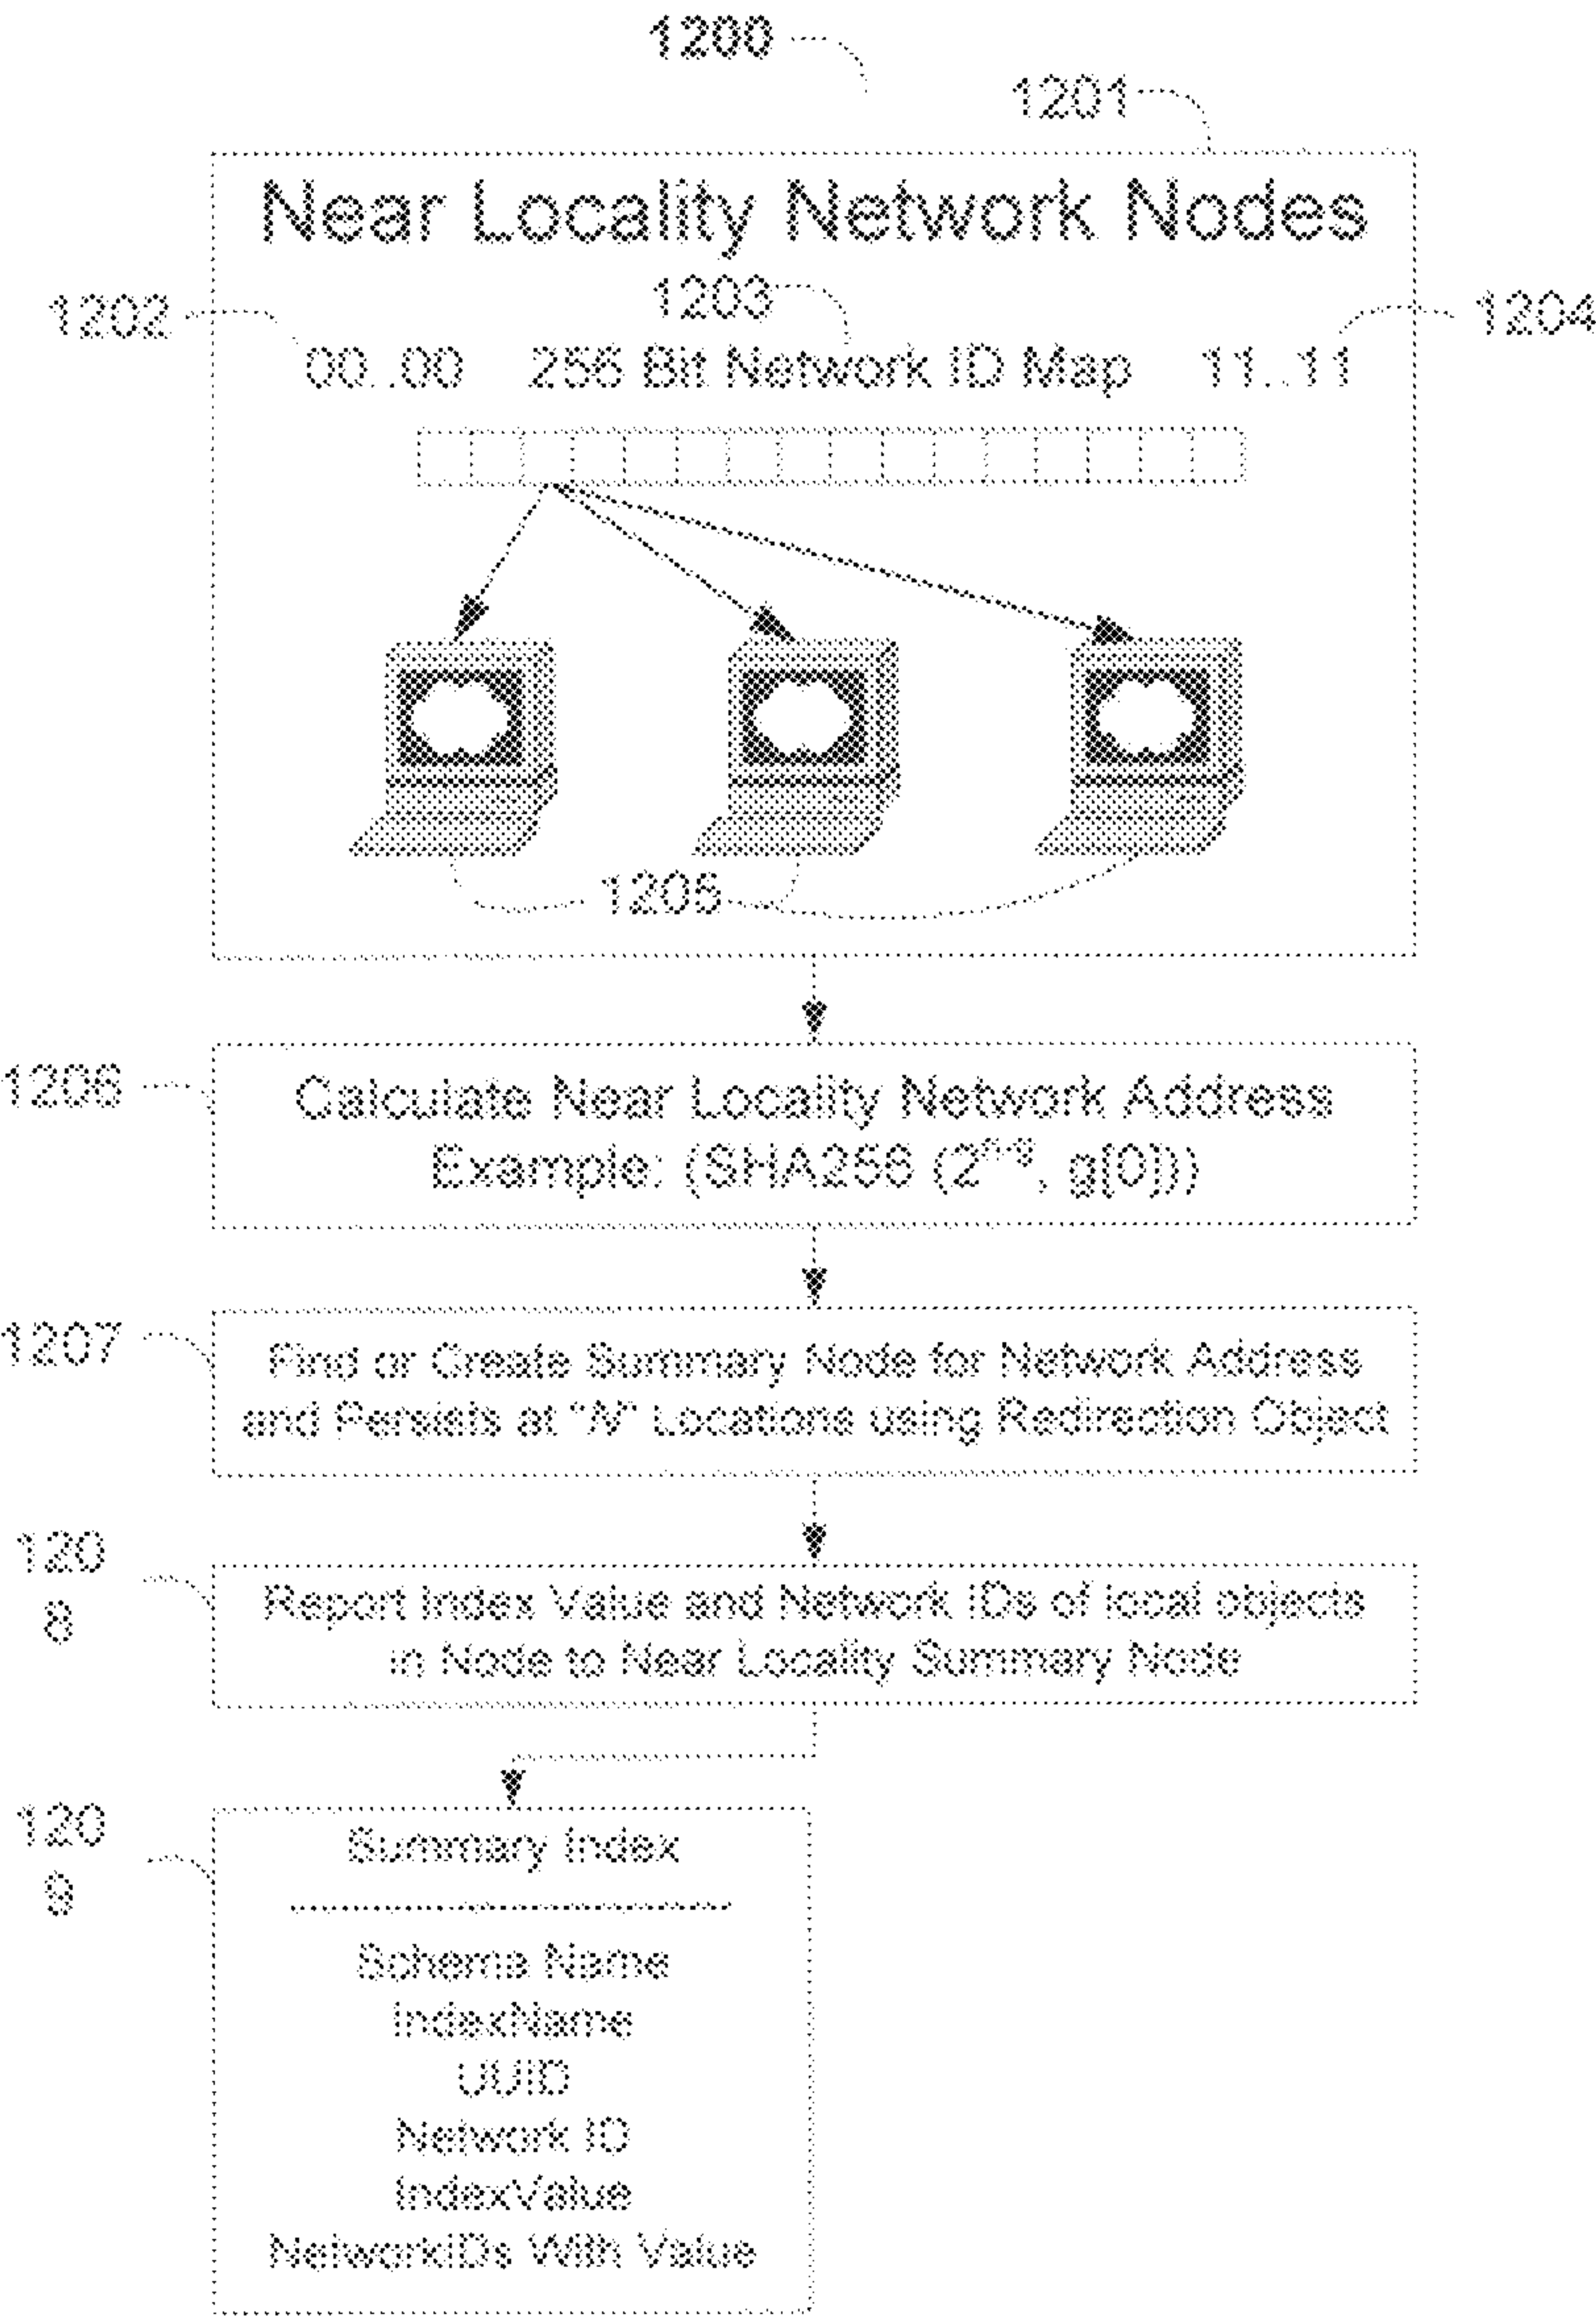 1200
1201
Near Locality Network Nodes
1202
1203
1204
00..00 256 Bit Network ID Map 11..11
1205
1206
Calculate Near Locality Network Address
Example: (SHA256 (2ⁿ⁻⁸, g[0]))
1207
Find or Create Summary Node for Network Address
and Persists at "N" Locations using Redirection Object
120
8
Report Index Value and Network IDs of local objects
in Node to Near Locality Summary Node
120
9
Summary Index
Schema Name
IndexName
UUID
Network ID
IndexValue
NetworkIDs With Value